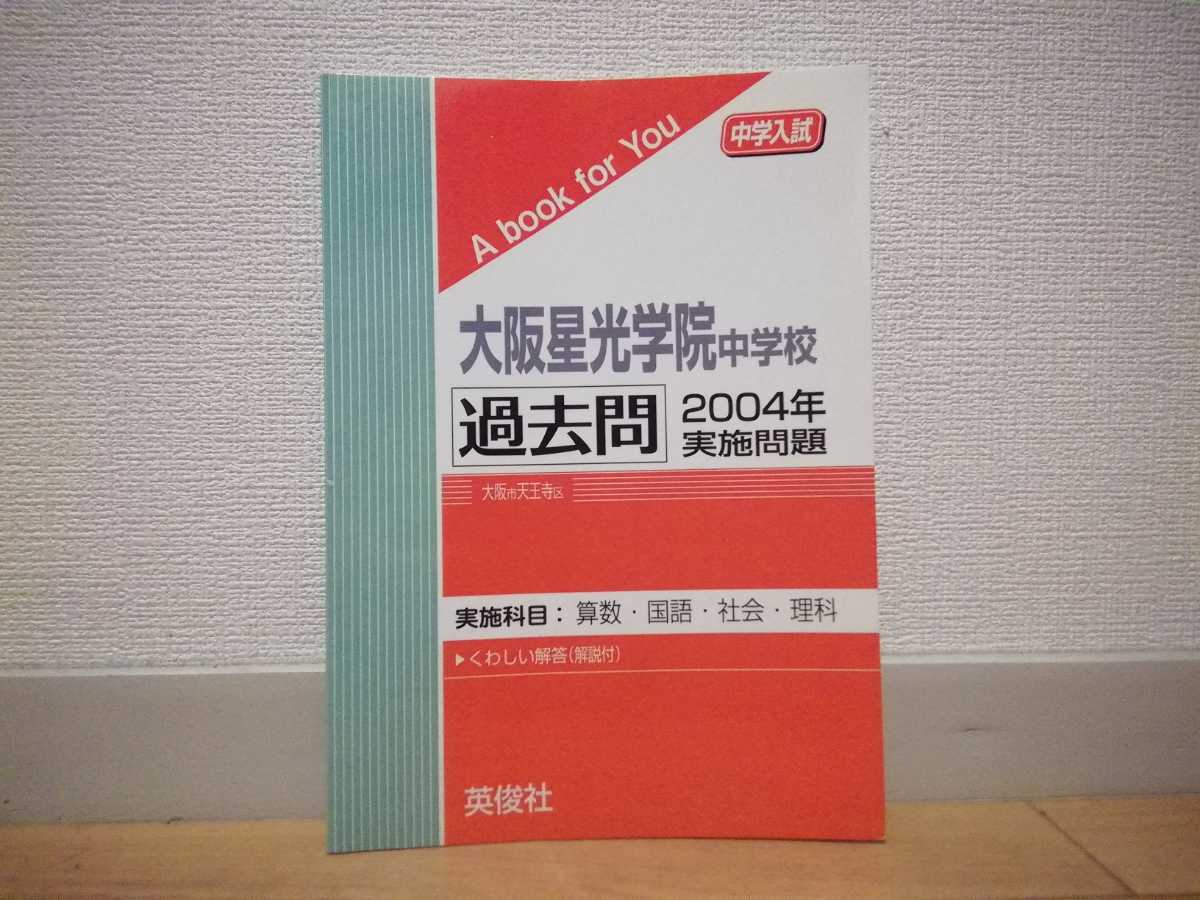 A book for You
中学入試
大阪星光学院中学校
過去問 2004年
実施問題
大阪市天王寺区
実施科目：算数・国語・社会・理科
▶くわしい解答（解説付）
英俊社